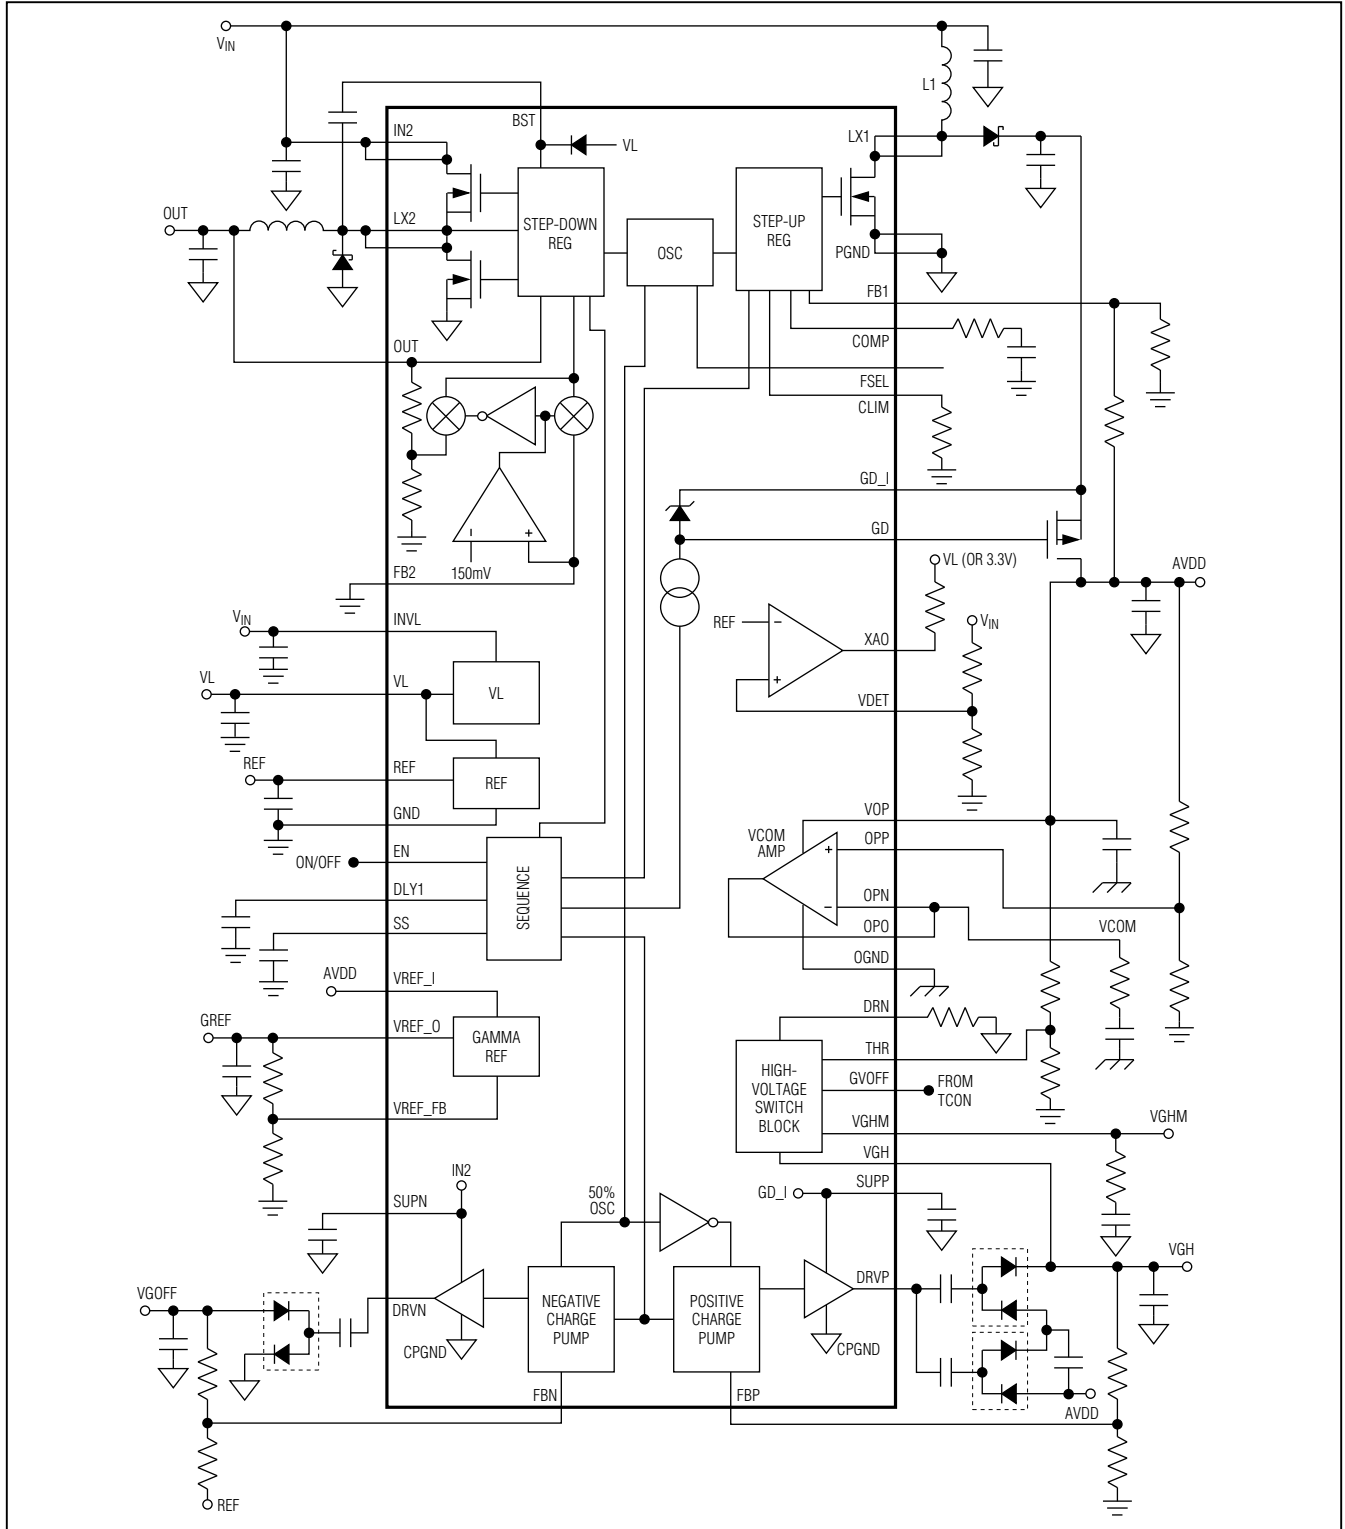 VIN
L1
BST
IN2
VL
LX1
OUT
LX2
STEP-DOWN
REG
OSC
STEP-UP
REG
PGND
FB1
OUT
COMP
FSEL
CLIM
GD_I
GD
150mV
FB2
VL (OR 3.3V)
AVDD
VIN
INVL
REF
XAO
VIN
VL
VL
VL
VDET
REF
REF
REF
GND
VOP
VCOM
AMP
OPP
ON/OFF
EN
DLY1
SS
SEQUENCE
OPN
OPO
VCOM
OGND
AVDD
VREF_I
DRN
GREF
VREF_O
GAMMA
REF
THR
HIGH-
VOLTAGE
SWITCH
BLOCK
GVOFF
FROM
TCON
VREF_FB
VGHM
VGHM
VGH
IN2
SUPN
50%
OSC
GD_I
SUPP
VGH
VGOFF
DRVN
CPGND
NEGATIVE
CHARGE
PUMP
POSITIVE
CHARGE
PUMP
DRVP
CPGND
FBN
FBP
AVDD
REF